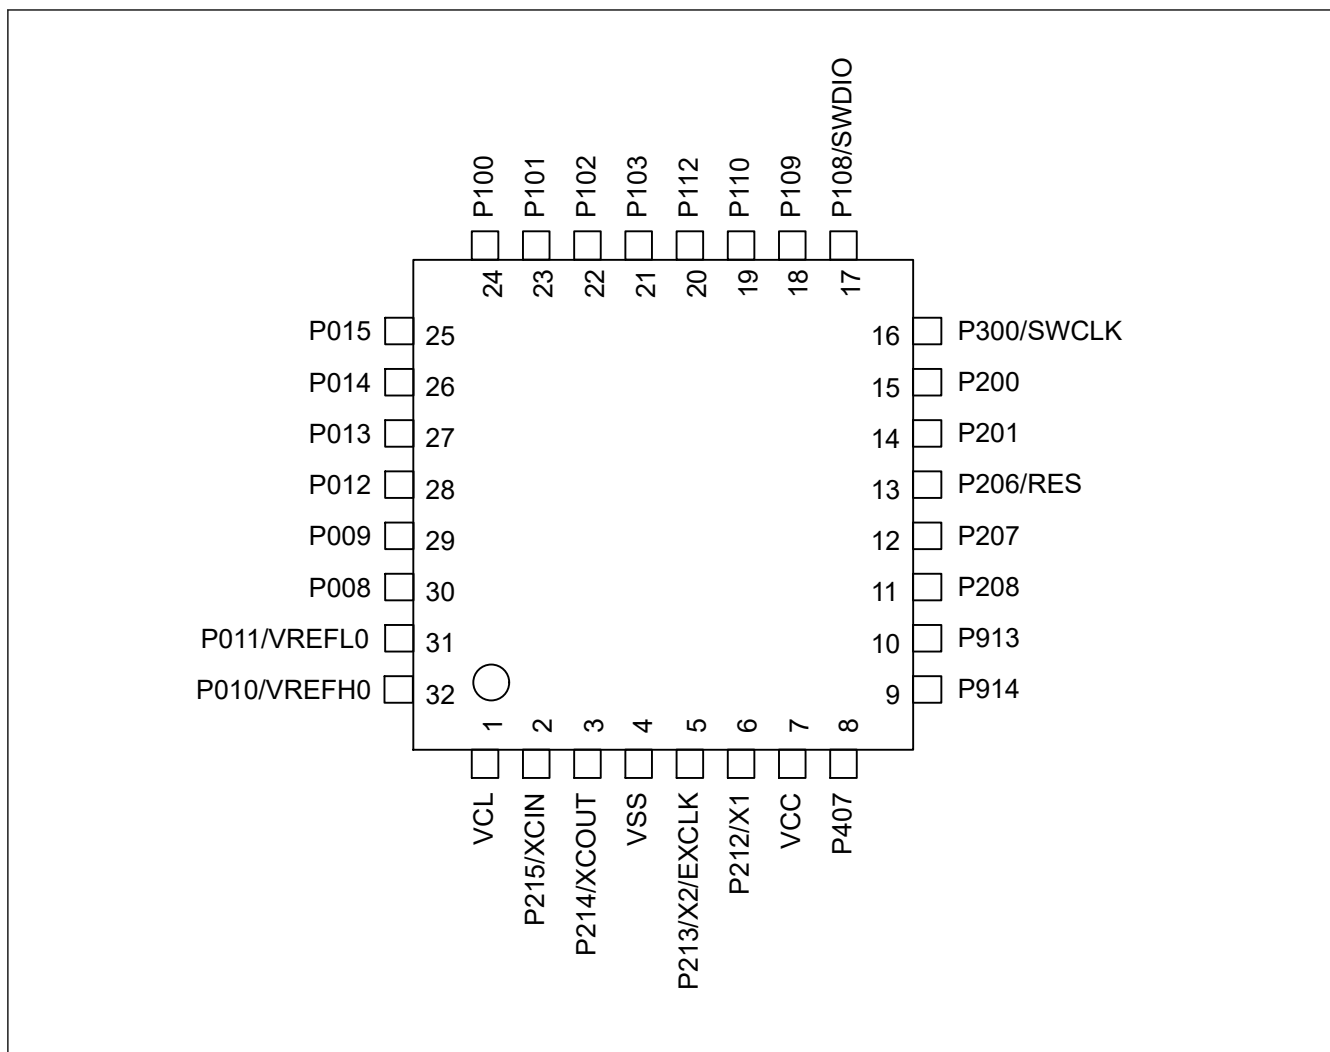 P100
P101
P102
P103
P112
P110
P109
P108/SWDIO
24
23
22
21
20
19
18
17
P015 25
P014 26
P013 27
P012 28
P009 29
P008 30
P011/VREFL0 31
P010/VREFH0 32
16 P300/SWCLK
15 P200
14 P201
13 P206/RES
12 P207
11 P208
10 P913
9 P914
1
2
3
4
5
6
7
8
VCL
P215/XCIN
P214/XCOUT
VSS
P213/X2/EXCLK
P212/X1
VCC
P407